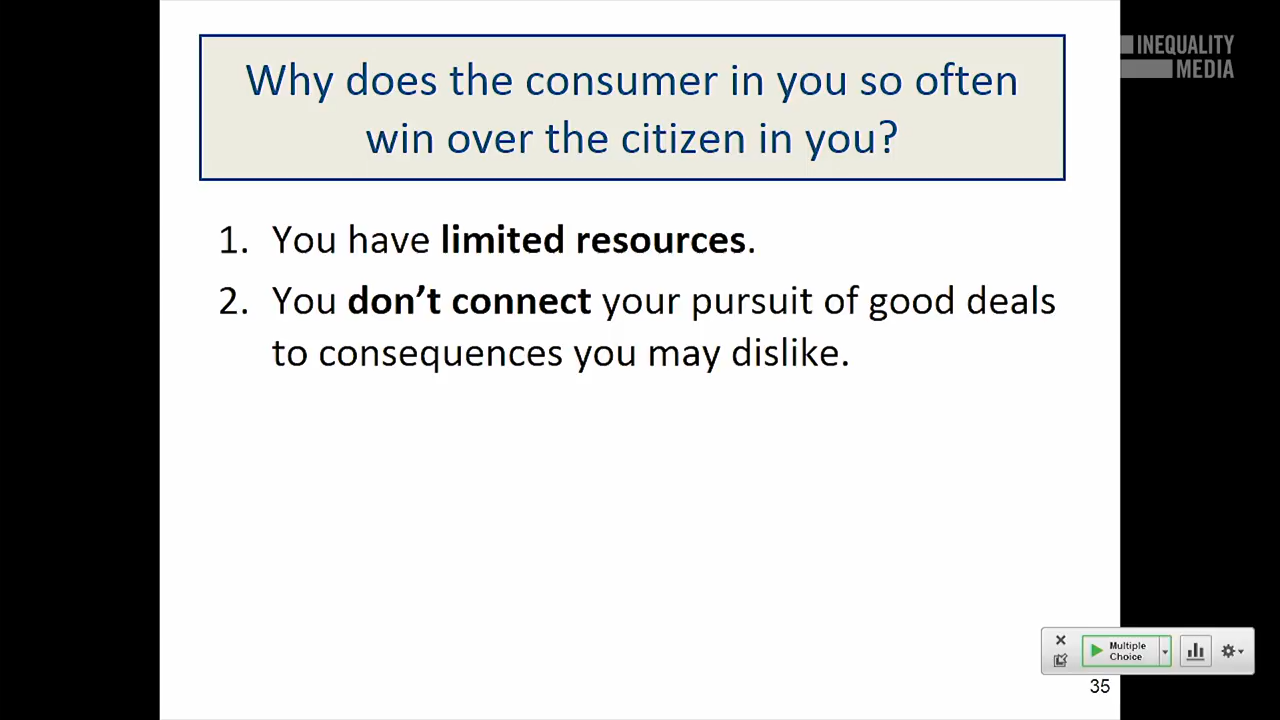 INEQUALITY
MEDIA
Why does the consumer in you so often
win over the citizen in you?
1. You have limited resources.
2. You don't connect your pursuit of good deals
to consequences you may dislike.
Multiple
Choice
35